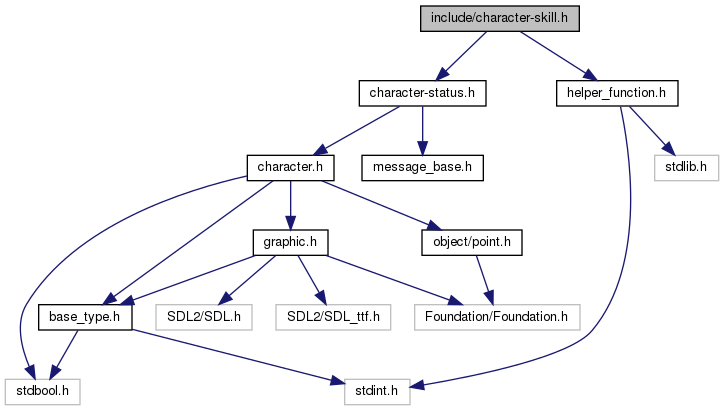 include/character-skill.h
character-status.h
helper_function.h
character.h
message_base.h
stdlib.h
graphic.h
object/point.h
base_type.h
SDL2/SDL.h
SDL2/SDL_ttf.h
Foundation/Foundation.h
stdbool.h
stdint.h